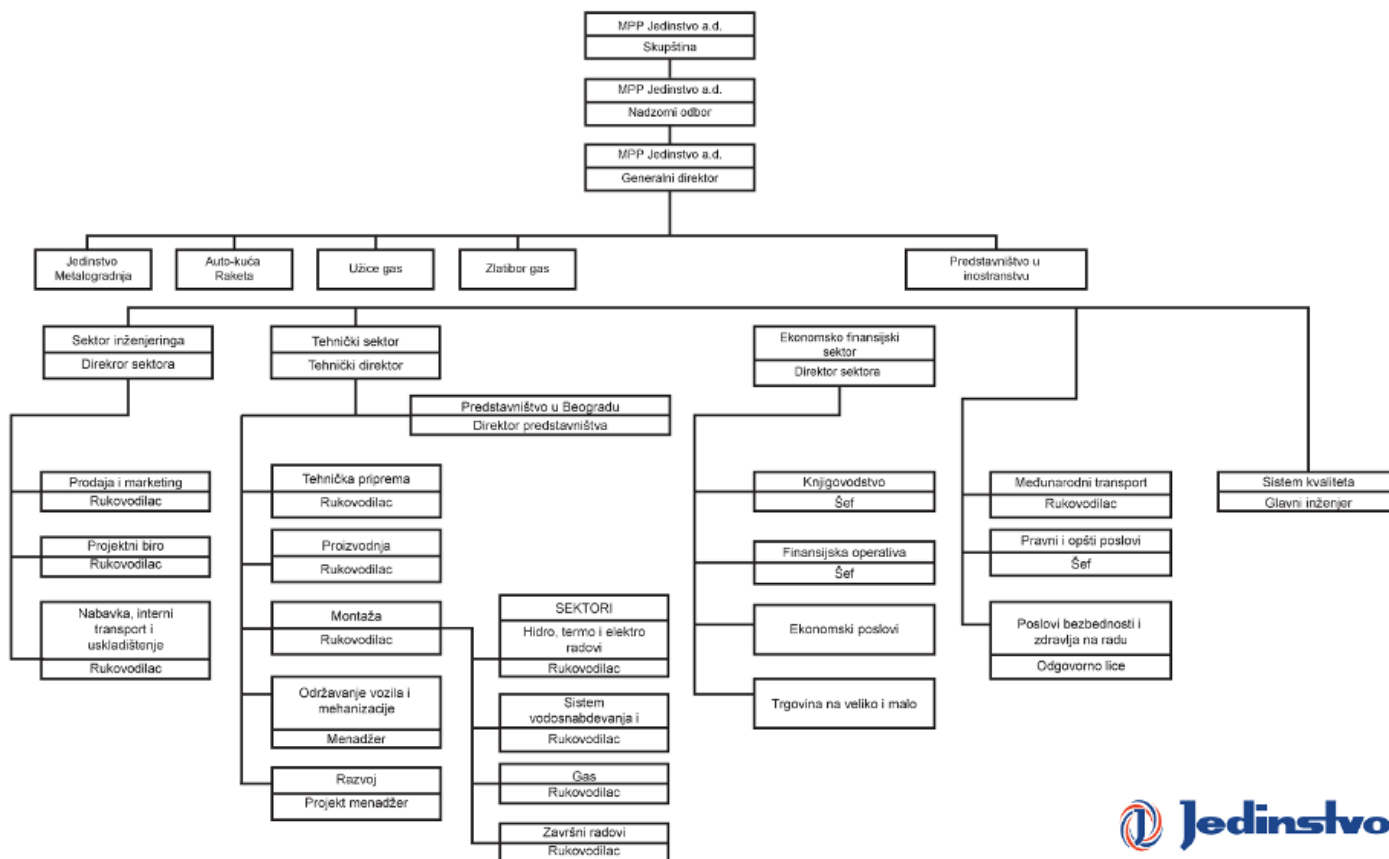 MPP Jedinstvo a.d.
Skupština
MPP Jedinstvo a.d.
Nadzorni odbor
MPP Jedinstvo a.d.
Generalni direktor
Jedinstvo
Metalogradnja
Auto-kuća
Raketa
Užice gas
Zlatibor gas
Predstavništvo u
inostranstvu
Sektor inženjeringa
Direkror sektora
Tehnički sektor
Tehnički direktor
Ekonomsko finansijski
sektor
Direktor sektora
Predstavništvo u Beogradu
Direktor predstavništva
Prodaja i marketing
Rukovodilac
Projektni biro
Rukovodilac
Nabavka, interni
transport i
uskladištenje
Rukovodilac
Tehnička priprema
Rukovodilac
Proizvodnja
Rukovodilac
Montaža
Rukovodilac
Održavanje vozila i
mehanizacije
Menadžer
Razvoj
Projekt menadžer
SEKTORI
Hidro, termo i elektro
radovi
Rukovodilac
Sistem
vodosnabdevanja i
Rukovodilac
Gas
Rukovodilac
Završni radovi
Rukovodilac
Knjigovodstvo
Šef
Finansijska operativa
Šef
Ekonomski poslovi
Trgovina na veliko i malo
Međunarodni transport
Rukovodilac
Pravni i opšti poslovi
Šef
Poslovi bezbednosti i
zdravlja na radu
Odgovorno lice
Sistem kvaliteta
Glavni inženjer
Jedinstvo